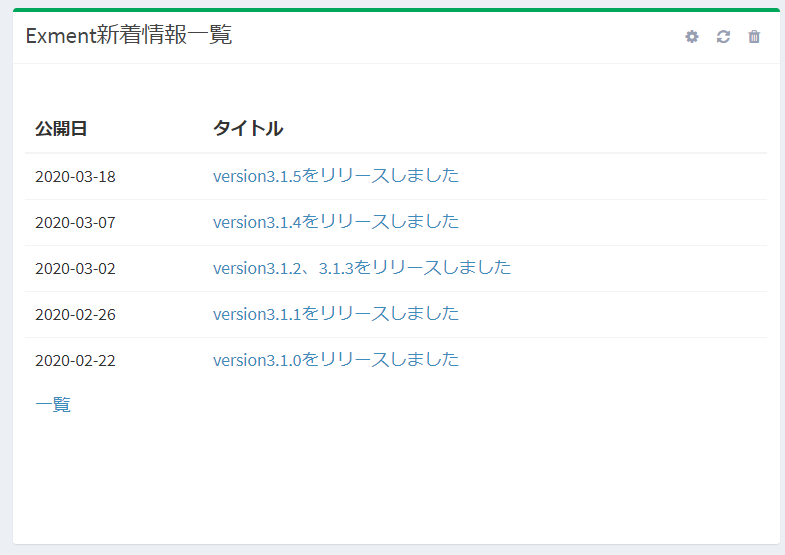 Exment新着情報一覧
公開日 タイトル
2020-03-18 version3.1.5をリリースしました
2020-03-07 version3.1.4をリリースしました
2020-03-02 version3.1.2、3.1.3をリリースしました
2020-02-26 version3.1.1をリリースしました
2020-02-22 version3.1.0をリリースしました
一覧